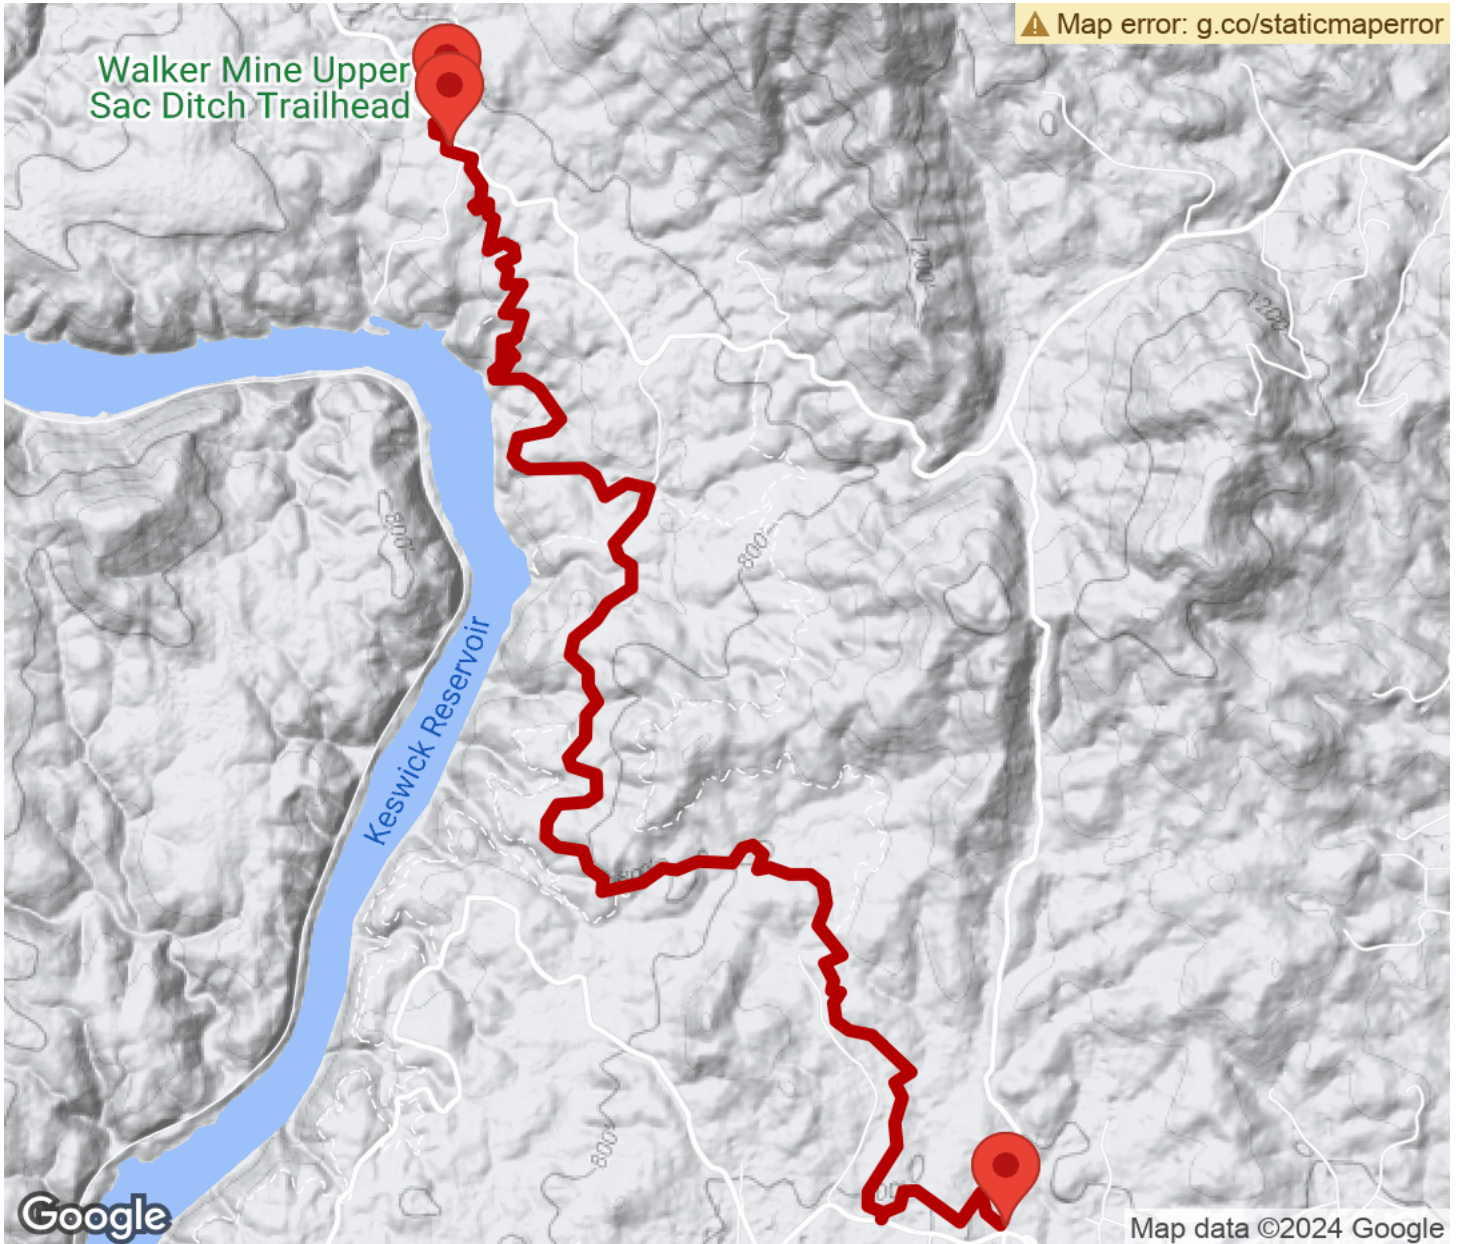 Map error: g.co/staticmaperror
Walker Mine Upper
Sac Ditch Trailhead
1200'
1200
800'
800
Keswick Reservoir
800'
Google
Map data ©2024 Google